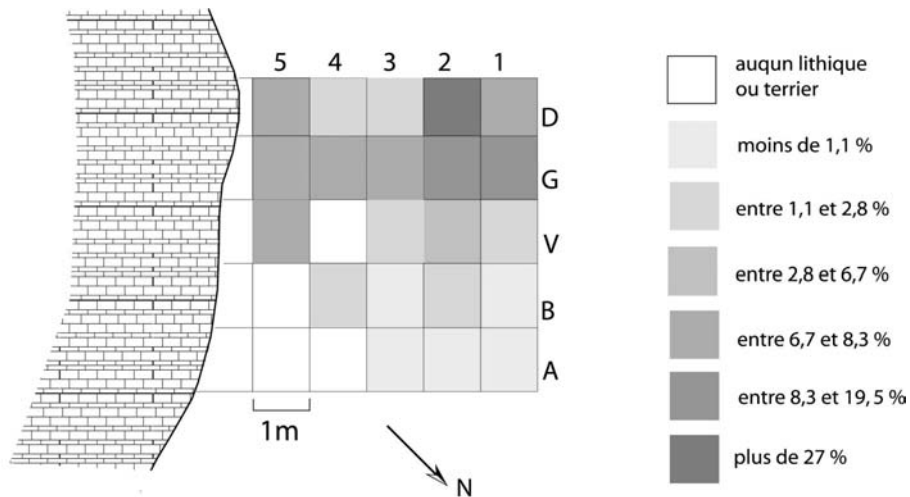 5 4 3 2 1
D
G
V
B
A
1m
N
auqun lithique
ou terrier
moins de 1,1 %
entre 1,1 et 2,8 %
entre 2,8 et 6,7 %
entre 6,7 et 8,3 %
entre 8,3 et 19,5 %
plus de 27 %